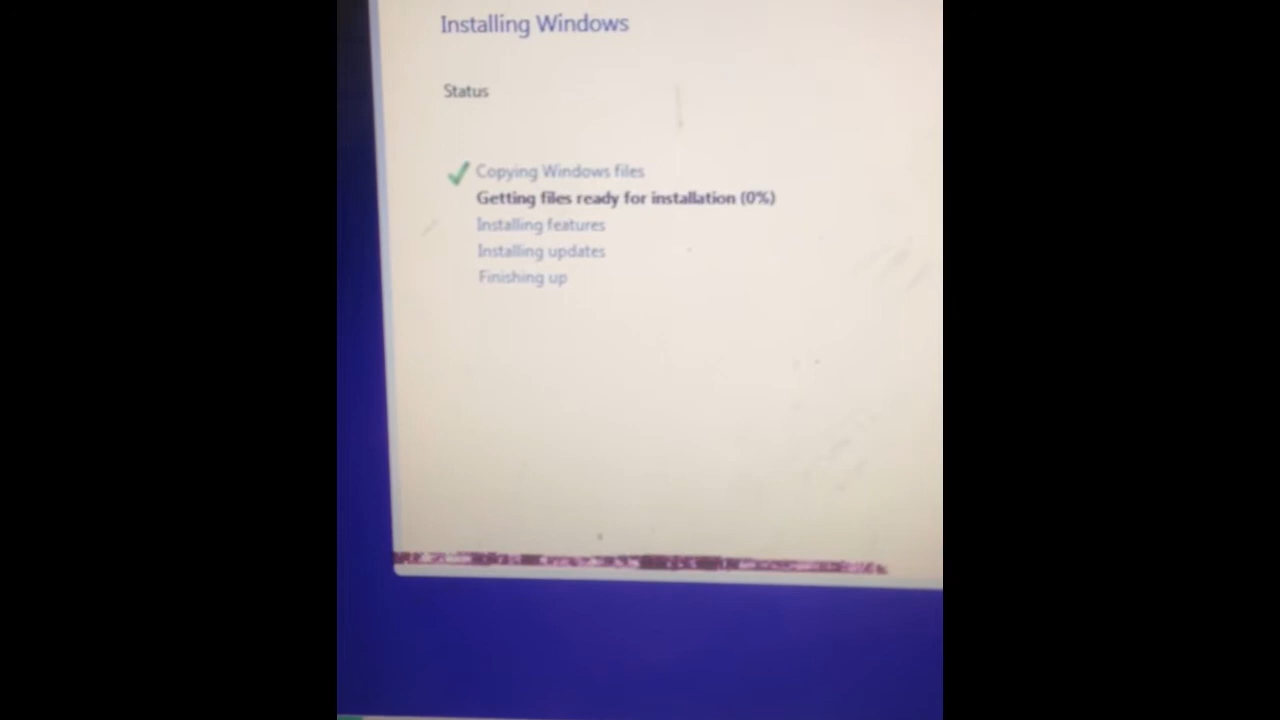 Installing Windows
Status
Copying Windows files
Getting files ready for installation (0%)
Installing features
Installing updates
Finishing up